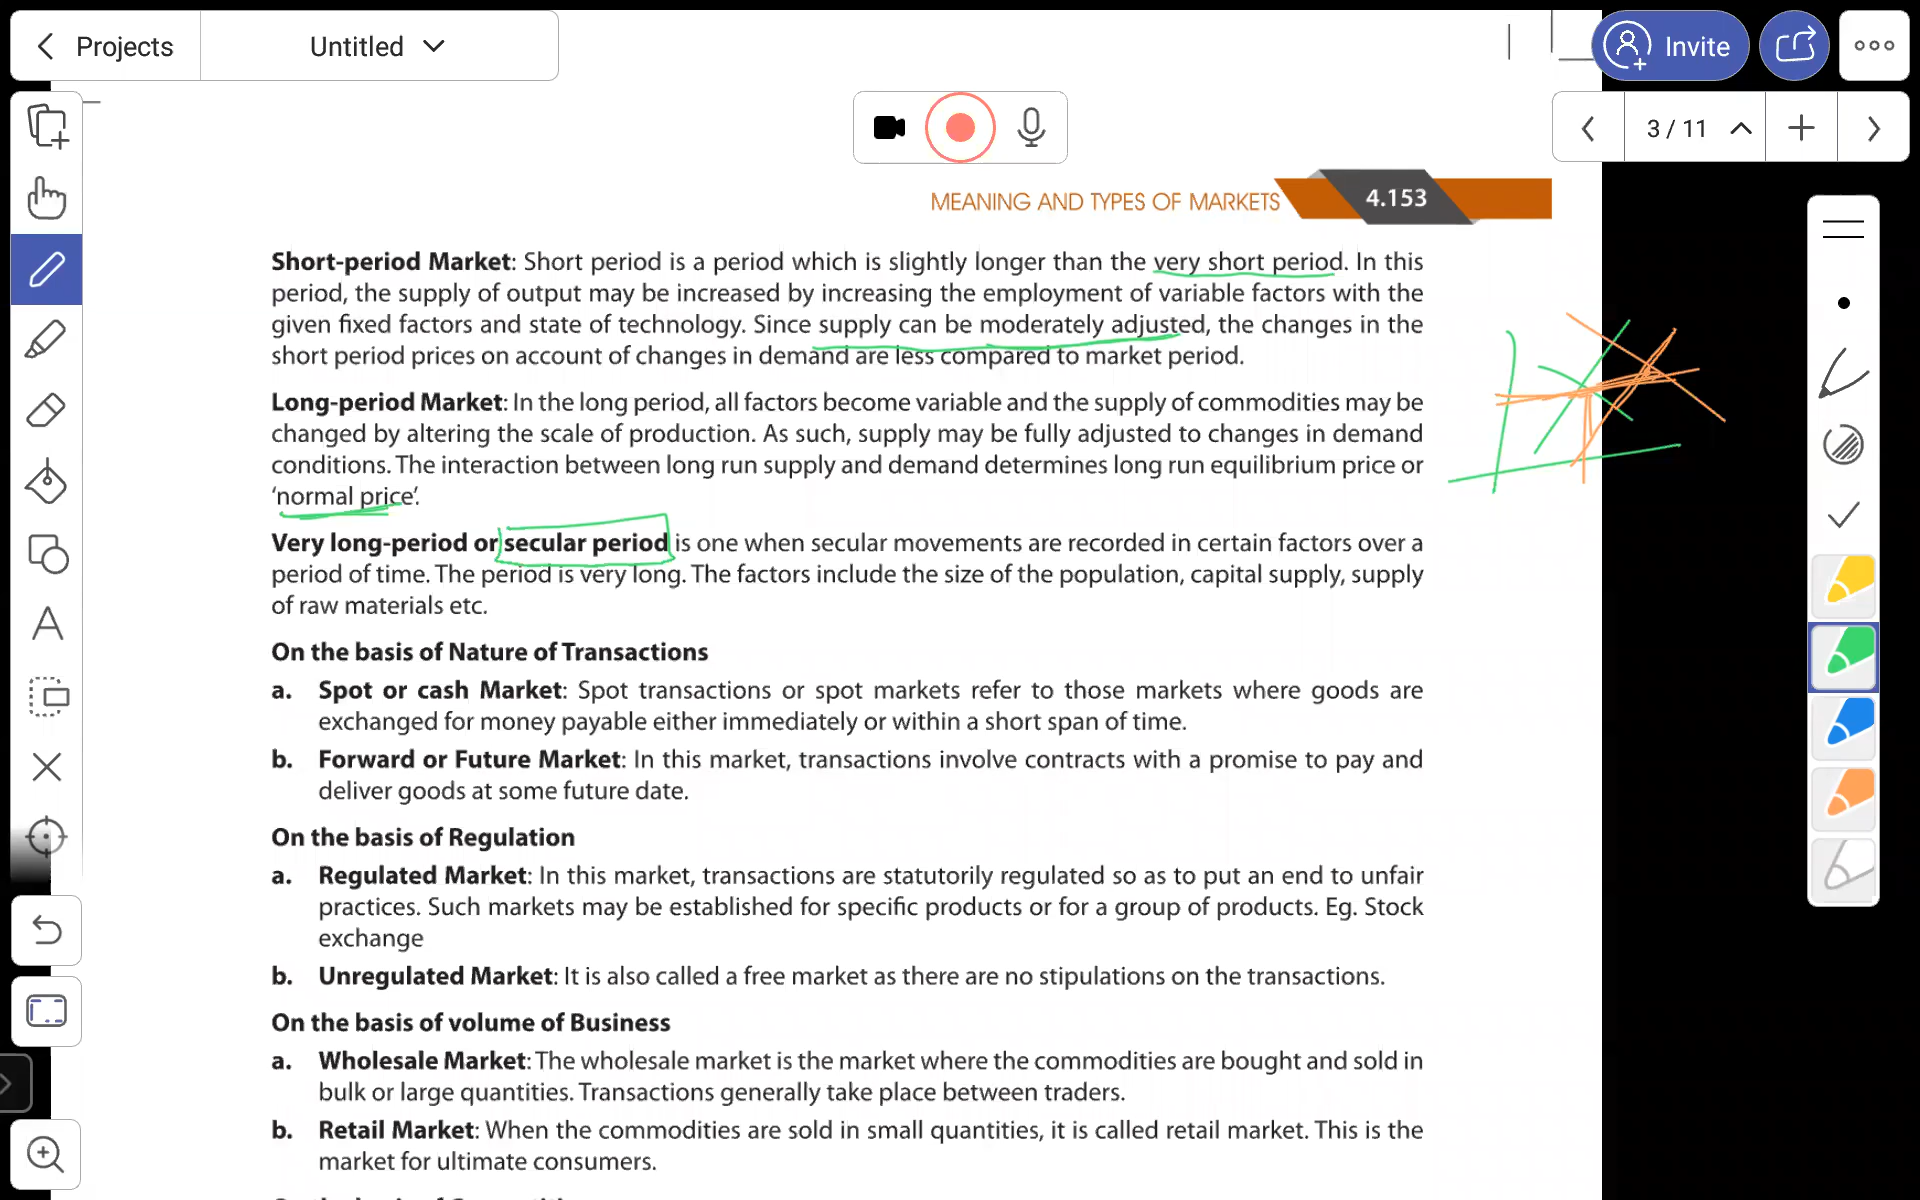 Projects
Untitled
Invite
3 / 11
MEANING AND TYPES OF MARKETS
4.153
Short-period Market: Short period is a period which is slightly longer than the very short period. In this
period, the supply of output may be increased by increasing the employment of variable factors with the
given fixed factors and state of technology. Since supply can be moderately adjusted, the changes in the
short period prices on account of changes in demand are less compared to market period.
Long-period Market: In the long period, all factors become variable and the supply of commodities may be
changed by altering the scale of production. As such, supply may be fully adjusted to changes in demand
conditions. The interaction between long run supply and demand determines long run equilibrium price or
‘normal price’.
Very long-period or secular period is one when secular movements are recorded in certain factors over a
period of time. The period is very long. The factors include the size of the population, capital supply, supply
of raw materials etc.
On the basis of Nature of Transactions
a. Spot or cash Market: Spot transactions or spot markets refer to those markets where goods are
exchanged for money payable either immediately or within a short span of time.
b. Forward or Future Market: In this market, transactions involve contracts with a promise to pay and
deliver goods at some future date.
On the basis of Regulation
a. Regulated Market: In this market, transactions are statutorily regulated so as to put an end to unfair
practices. Such markets may be established for specific products or for a group of products. Eg. Stock
exchange
b. Unregulated Market: It is also called a free market as there are no stipulations on the transactions.
On the basis of volume of Business
a. Wholesale Market: The wholesale market is the market where the commodities are bought and sold in
bulk or large quantities. Transactions generally take place between traders.
b. Retail Market: When the commodities are sold in small quantities, it is called retail market. This is the
market for ultimate consumers.